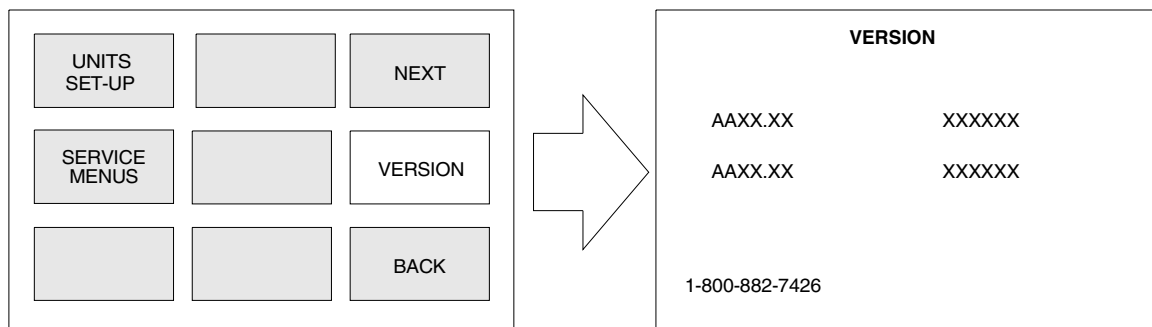 UNITS
SET-UP
NEXT
SERVICE
MENUS
VERSION
BACK
VERSION
AAXX.XX XXXXXX
AAXX.XX XXXXXX
1-800-882-7426